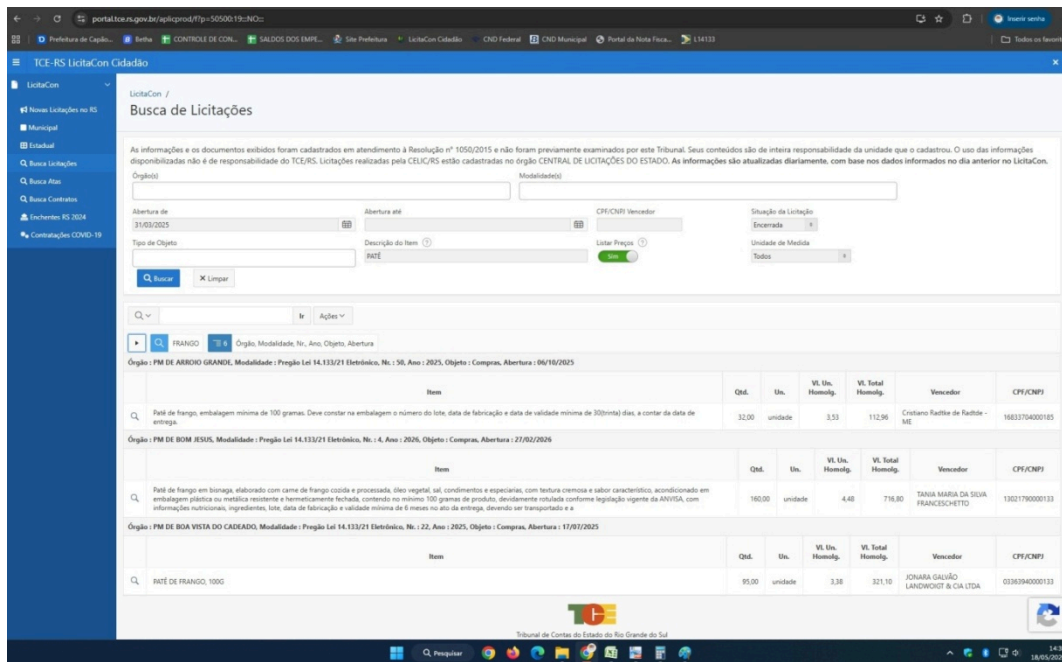 portal.tce.rs.gov.br/aplicprod/f?p=50500:19::NO:::
Inserir senha
Prefeitura de Capão... Betha CONTROLE DE CON... SALDOS DOS EMPE... Site Prefeitura LicitaCon Cidadão CND Federal CND Municipal Portal da Nota Fisca... L14133
Todos os favorit
TCE-RS LicitaCon Cidadão
LicitaCon
Novas Licitações no RS
Municipal
Estadual
Busca Licitações
Busca Atas
Busca Contratos
Enchentes RS 2024
Contratações COVID-19
LicitaCon /
Busca de Licitações
As informações e os documentos exibidos foram cadastrados em atendimento à Resolução nº 1050/2015 e não foram previamente examinados por este Tribunal. Seus conteúdos são de inteira responsabilidade da unidade que o cadastrou. O uso das informações
disponibilizadas não é de responsabilidade do TCE/RS. Licitações realizadas pela CELIC/RS estão cadastradas no órgão CENTRAL DE LICITAÇÕES DO ESTADO. As informações são atualizadas diariamente, com base nos dados informados no dia anterior no LicitaCon.
Órgão(s) Modalidade(s)
Abertura de Abertura até CPF/CNPJ Vencedor Situação da Licitação
31/03/2025 Encerrada
Tipo de Objeto Descrição do Item Listar Preços Unidade de Medida
PATÊ Sim Todos
Buscar Limpar
Ir Ações
FRANGO 6 Órgão, Modalidade, Nr., Ano, Objeto, Abertura
Órgão : PM DE ARROIO GRANDE, Modalidade : Pregão Lei 14.133/21 Eletrônico, Nr. : 50, Ano : 2025, Objeto : Compras, Abertura : 06/10/2025
Item Qtd. Un. Vl. Un. Homolg. Vl. Total Homolg. Vencedor CPF/CNPJ
Patê de frango, embalagem mínima de 100 gramas. Deve constar na embalagem o número do lote, data de fabricação e data de validade mínima de 30(trinta) dias, a contar da data de
entrega.
32,00 unidade 3,53 112,96 Cristiano Radtke de Radtde - ME 16833704000185
Órgão : PM DE BOM JESUS, Modalidade : Pregão Lei 14.133/21 Eletrônico, Nr. : 4, Ano : 2026, Objeto : Compras, Abertura : 27/02/2026
Item Qtd. Un. Vl. Un. Homolg. Vl. Total Homolg. Vencedor CPF/CNPJ
Patê de frango em bisnaga, elaborado com carne de frango cozida e processada, óleo vegetal, sal, condimentos e especiarias, com textura cremosa e sabor característico, acondicionado em
embalagem plástica ou metálica resistente e hermeticamente fechada, contendo no mínimo 100 gramas de produto, devidamente rotulada conforme legislação vigente da ANVISA, com
informações nutricionais, ingredientes, lote, data de fabricação e validade mínima de 6 meses no ato da entrega, devendo ser transportado e a
160,00 unidade 4,48 716,80 TANIA MARIA DA SILVA FRANCESCHETTO 13021790000133
Órgão : PM DE BOA VISTA DO CADEADO, Modalidade : Pregão Lei 14.133/21 Eletrônico, Nr. : 22, Ano : 2025, Objeto : Compras, Abertura : 17/07/2025
Item Qtd. Un. Vl. Un. Homolg. Vl. Total Homolg. Vencedor CPF/CNPJ
PATÊ DE FRANGO, 100G 95,00 unidade 3,38 321,10 JONARA GALVÃO LANDWOIGT & CIA LTDA 03363940000133
TCE
Tribunal de Contas do Estado do Rio Grande do Sul
Pesquisar
18/05/202